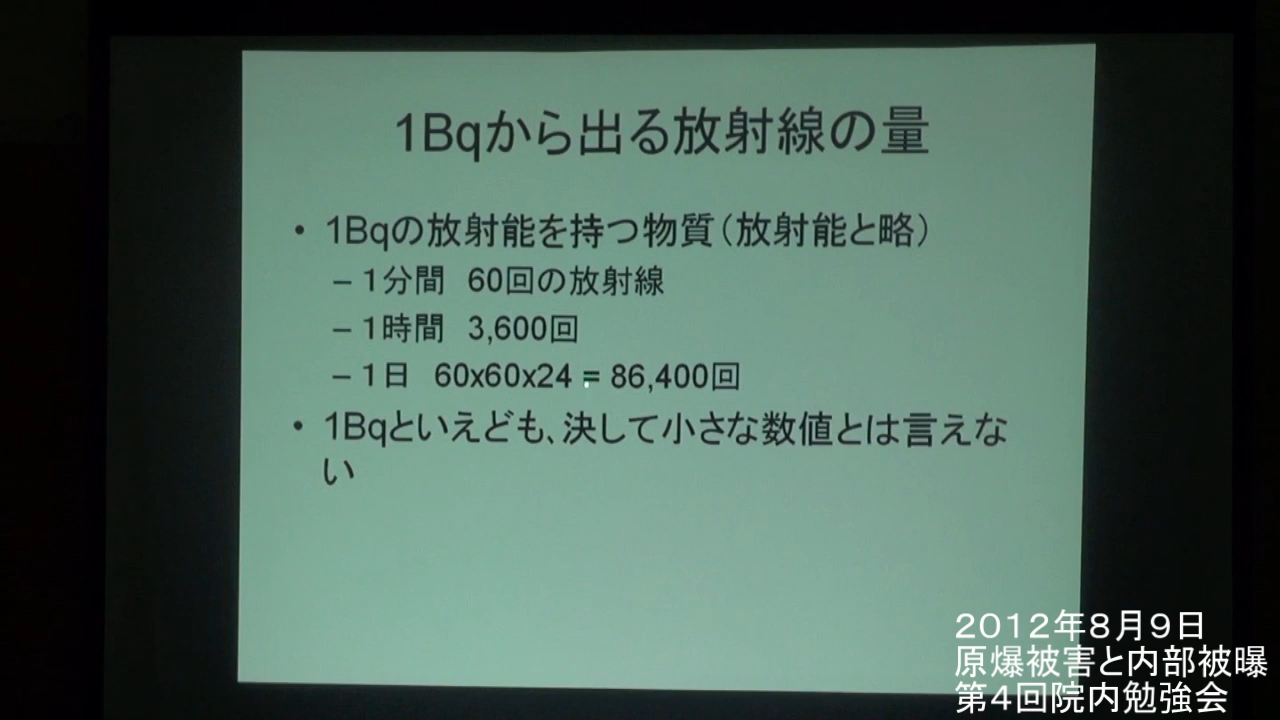 1Bqから出る放射線の量
• 1Bqの放射能を持つ物質（放射能と略）
– 1分間 60回の放射線
– 1時間 3,600回
– 1日 60x60x24 = 86,400回
• 1Bqといえども、決して小さな数値とは言えな
い
2012年8月9日
原爆被害と内部被曝
第4回院内勉強会